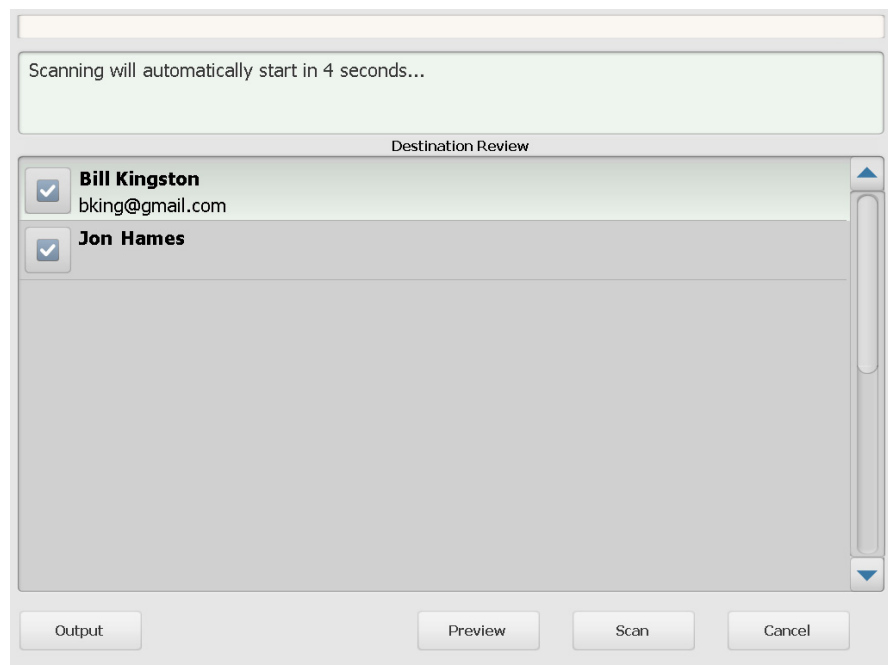 Scanning will automatically start in 4 seconds...
Destination Review
Bill Kingston
bking@gmail.com
Jon Hames
Output
Preview
Scan
Cancel